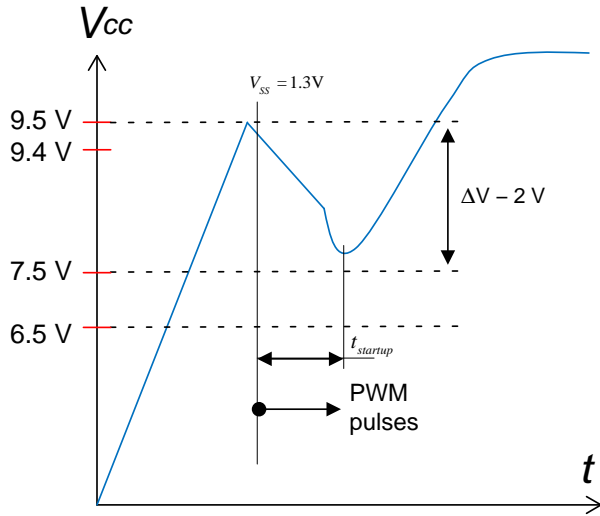 Vcc
V_SS = 1.3V
9.5 V
9.4 V
ΔV – 2 V
7.5 V
6.5 V
t_startup
PWM
pulses
t